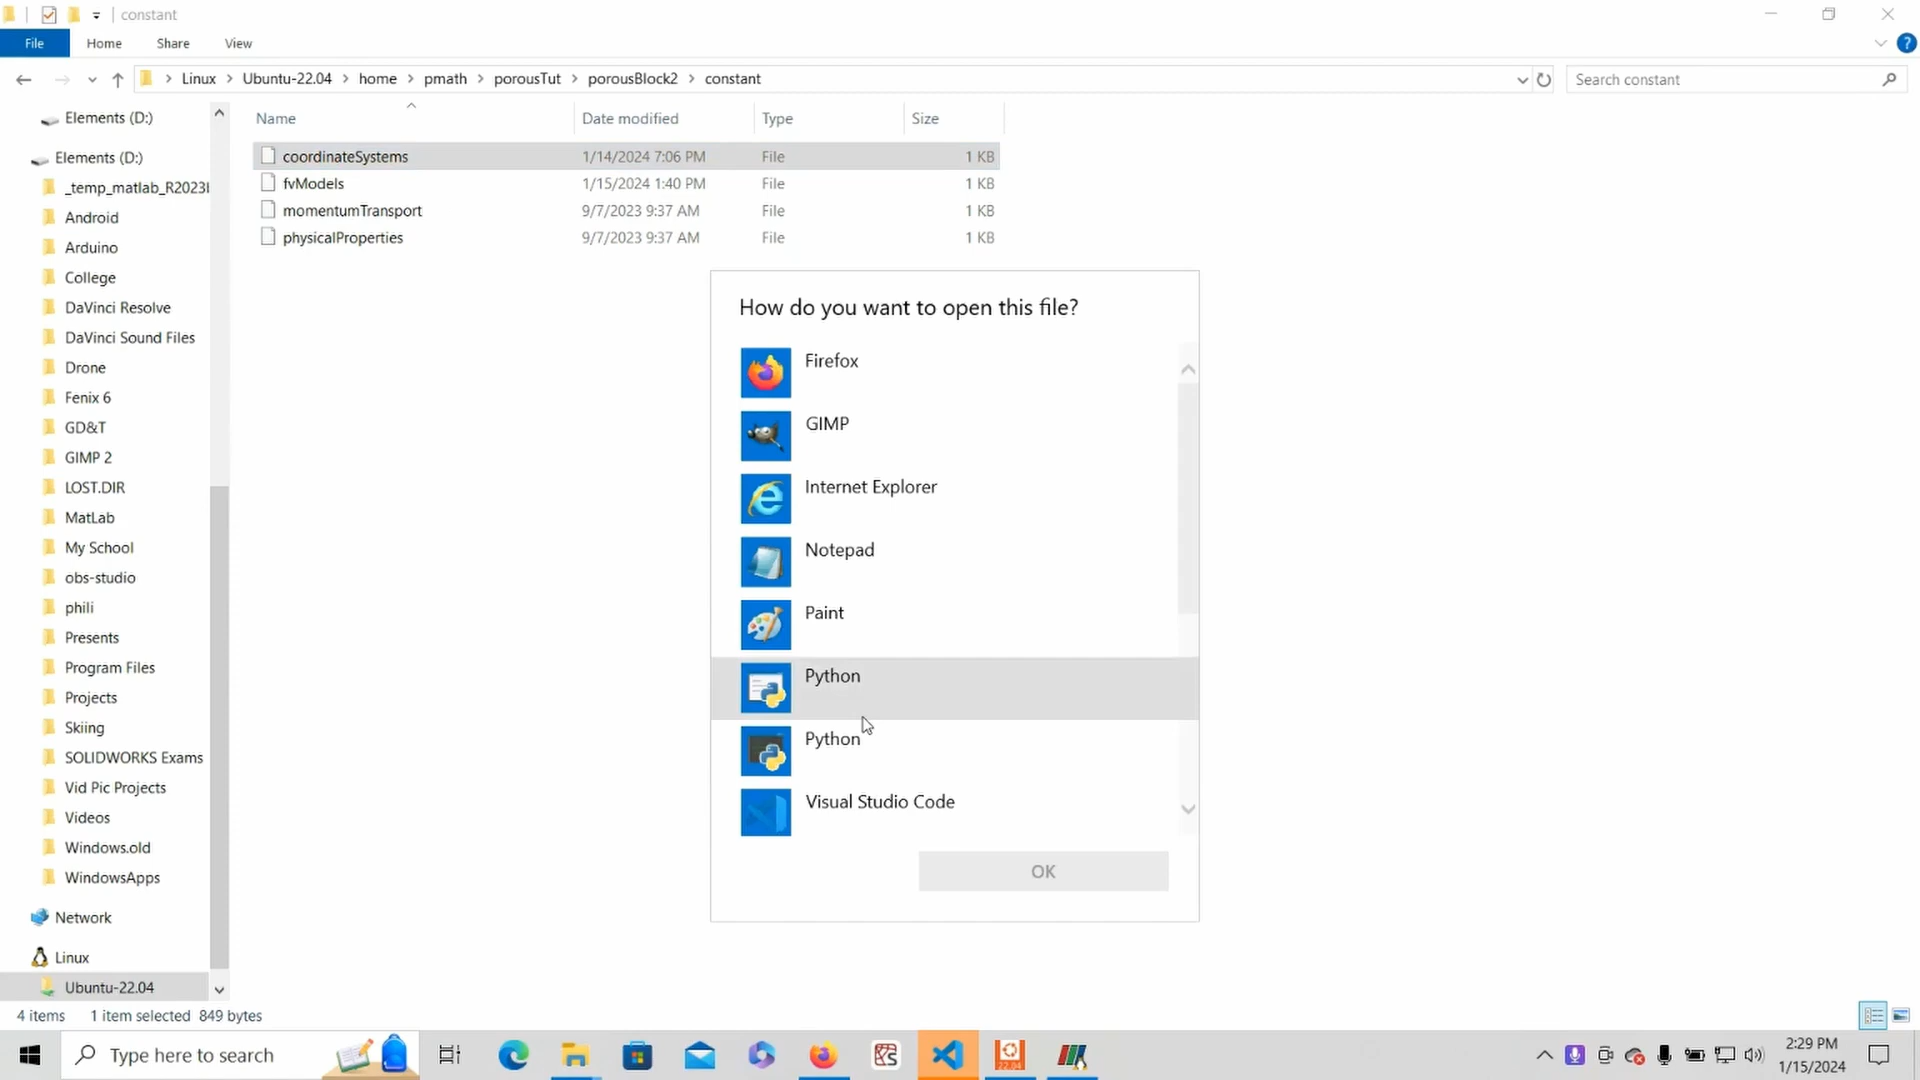 constant
File Home Share View
Linux Ubuntu-22.04 home pmath porousTut porousBlock2 constant
Search constant
Name Date modified Type Size
coordinateSystems 1/14/2024 7:06 PM File 1 KB
fvModels 1/15/2024 1:40 PM File 1 KB
momentumTransport 9/7/2023 9:37 AM File 1 KB
physicalProperties 9/7/2023 9:37 AM File 1 KB
Elements (D:)
Elements (D:)
_temp_matlab_R2023
Android
Arduino
College
DaVinci Resolve
DaVinci Sound Files
Drone
Fenix 6
GD&T
GIMP 2
LOST.DIR
MatLab
My School
obs-studio
phili
Presents
Program Files
Projects
Skiing
SOLIDWORKS Exams
Vid Pic Projects
Videos
Windows.old
WindowsApps
Network
Linux
Ubuntu-22.04
How do you want to open this file?
Firefox
GIMP
Internet Explorer
Notepad
Paint
Python
Python
Visual Studio Code
OK
4 items 1 item selected 849 bytes
Type here to search
22.04
2:29 PM
1/15/2024